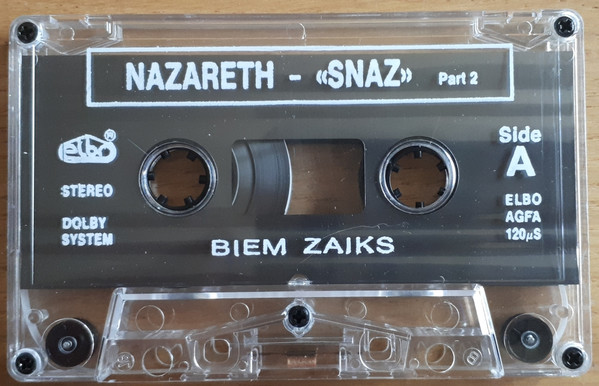 NAZARETH - «SNAZ» Part 2
elbo®
STEREO
DOLBY
SYSTEM
Side
A
ELBO
AGFA
120µS
BIEM ZAIKS